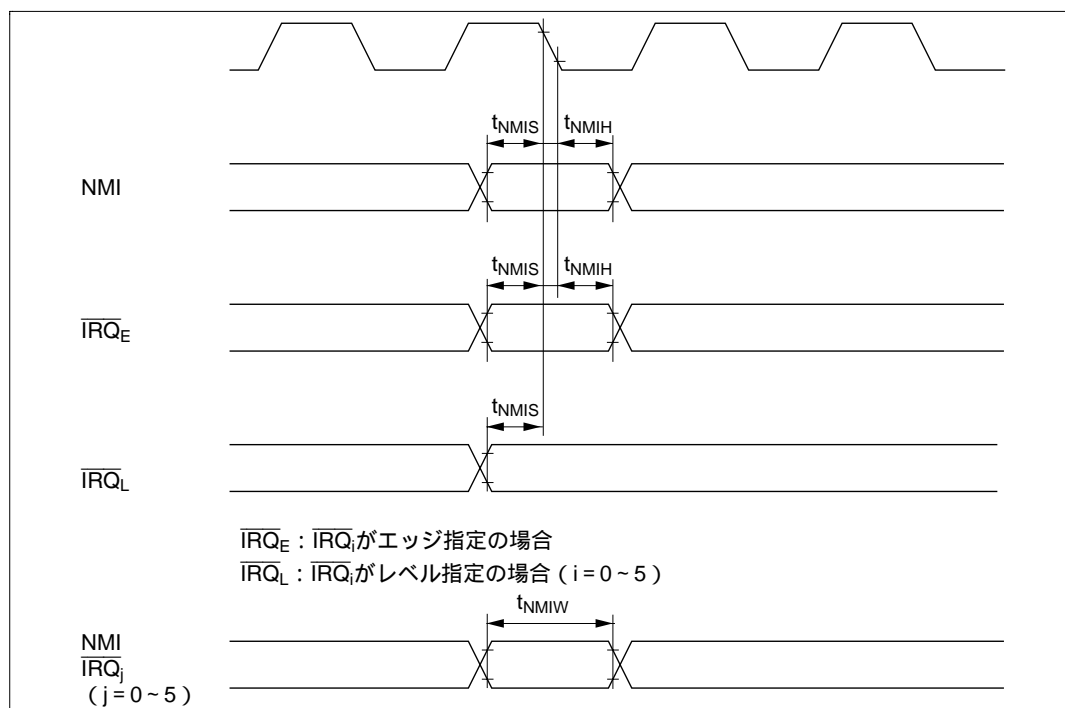 tNMIS tNMIH
NMI
tNMIS tNMIH
IRQE
tNMIS
IRQL
IRQE : IRQiがエッジ指定の場合
IRQL : IRQiがレベル指定の場合 ( i = 0 ~ 5 )
tNMIW
NMI
IRQj
( j = 0 ~ 5 )